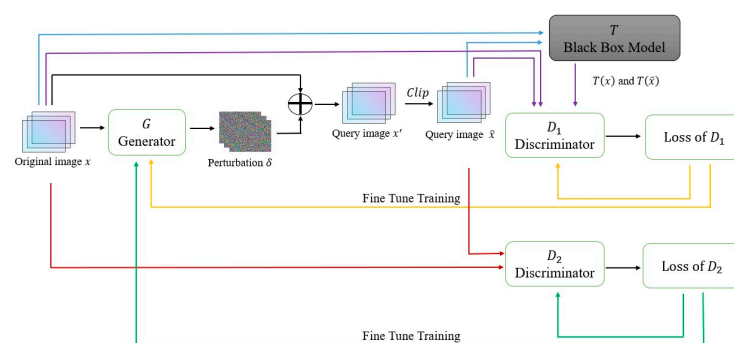 T
Black Box Model
T(x) and T(x̂)
Clip
G
Generator
Original image x
Perturbation δ
Query image x′
Query image x̂
D₁
Discriminator
Loss of D₁
Fine Tune Training
D₂
Discriminator
Loss of D₂
Fine Tune Training